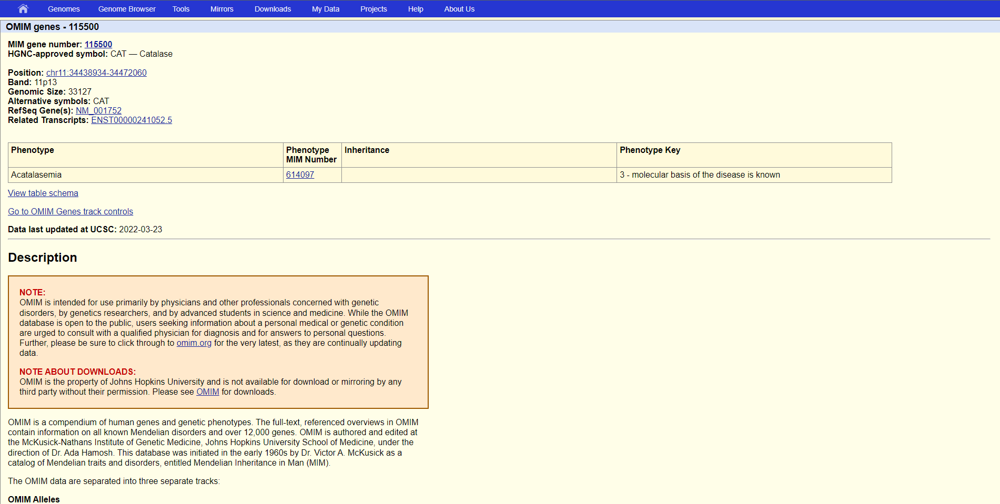 Genomes Genome Browser Tools Mirrors Downloads My Data Projects Help About Us
OMIM genes - 115500
MIM gene number: 115500
HGNC-approved symbol: CAT — Catalase
Position: chr11:34438934-34472060
Band: 11p13
Genomic Size: 33127
Alternative symbols: CAT
RefSeq Gene(s): NM_001752
Related Transcripts: ENST00000241052.5
Phenotype Phenotype MIM Number Inheritance Phenotype Key
Acatalasemia 614097 3 - molecular basis of the disease is known
View table schema
Go to OMIM Genes track controls
Data last updated at UCSC: 2022-03-23
Description
NOTE:
OMIM is intended for use primarily by physicians and other professionals concerned with genetic
disorders, by genetics researchers, and by advanced students in science and medicine. While the OMIM
database is open to the public, users seeking information about a personal medical or genetic condition
are urged to consult with a qualified physician for diagnosis and for answers to personal questions.
Further, please be sure to click through to omim.org for the very latest, as they are continually updating
data.
NOTE ABOUT DOWNLOADS:
OMIM is the property of Johns Hopkins University and is not available for download or mirroring by any
third party without their permission. Please see OMIM for downloads.
OMIM is a compendium of human genes and genetic phenotypes. The full-text, referenced overviews in OMIM
contain information on all known Mendelian disorders and over 12,000 genes. OMIM is authored and edited at
the McKusick-Nathans Institute of Genetic Medicine, Johns Hopkins University School of Medicine, under the
direction of Dr. Ada Hamosh. This database was initiated in the early 1960s by Dr. Victor A. McKusick as a
catalog of Mendelian traits and disorders, entitled Mendelian Inheritance in Man (MIM).
The OMIM data are separated into three separate tracks:
OMIM Alleles